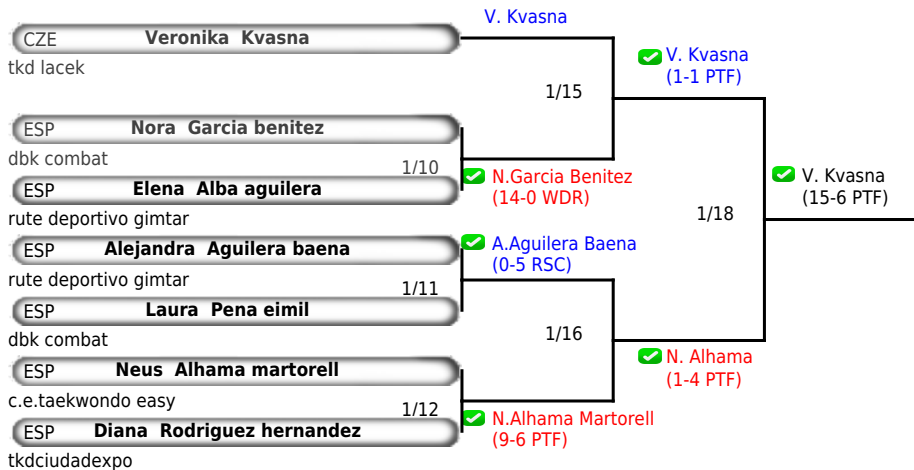 V. Kvasna
CZE Veronika Kvasna
tkd lacek
V. Kvasna
(1-1 PTF)
1/15
ESP Nora Garcia benitez
dbk combat
1/10
N.Garcia Benitez
(14-0 WDR)
ESP Elena Alba aguilera
rute deportivo gimtar
V. Kvasna
(15-6 PTF)
1/18
ESP Alejandra Aguilera baena
rute deportivo gimtar
A.Aguilera Baena
(0-5 RSC)
1/11
ESP Laura Pena eimil
dbk combat
1/16
N. Alhama
(1-4 PTF)
ESP Neus Alhama martorell
c.e.taekwondo easy
1/12
N.Alhama Martorell
(9-6 PTF)
ESP Diana Rodriguez hernandez
tkdciudadexpo